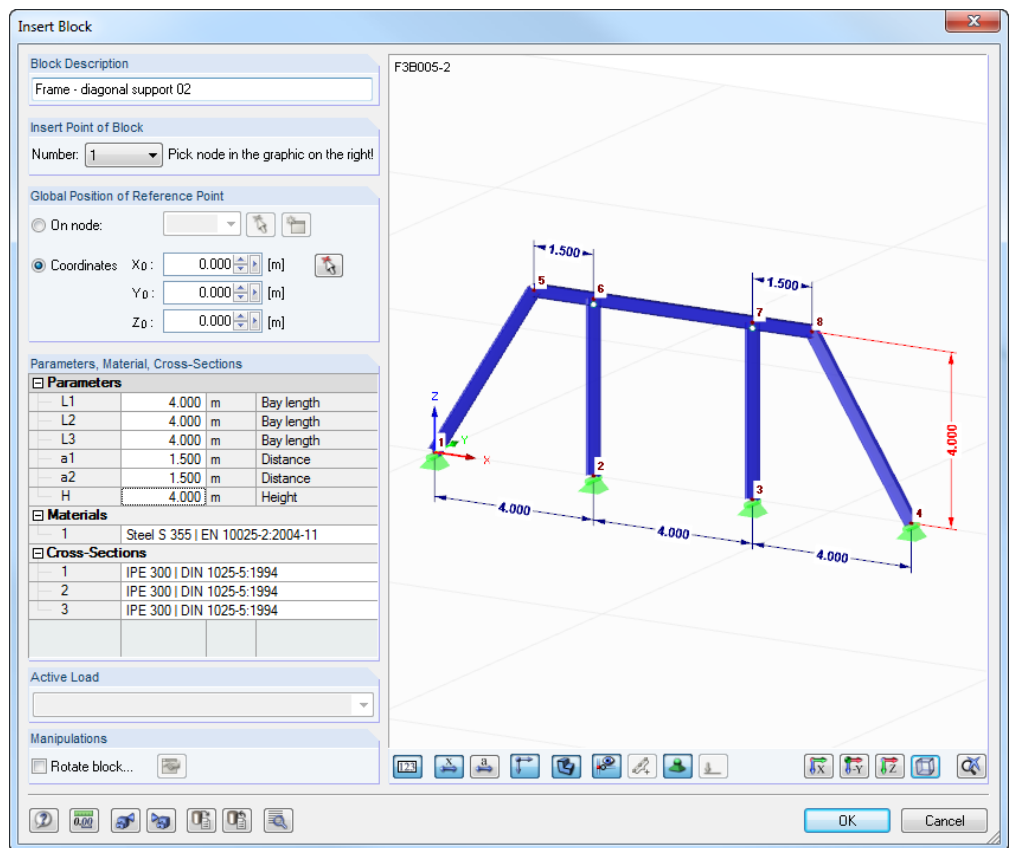 Insert Block
Block Description
Frame - diagonal support 02
Insert Point of Block
Number: 1 Pick node in the graphic on the right!
Global Position of Reference Point
On node:
Coordinates X0 : 0.000 [m]
Y0 : 0.000 [m]
Z0 : 0.000 [m]
Parameters, Material, Cross-Sections
Parameters
L1 4.000 m Bay length
L2 4.000 m Bay length
L3 4.000 m Bay length
a1 1.500 m Distance
a2 1.500 m Distance
H 4.000 m Height
Materials
1 Steel S 355 | EN 10025-2:2004-11
Cross-Sections
1 IPE 300 | DIN 1025-5:1994
2 IPE 300 | DIN 1025-5:1994
3 IPE 300 | DIN 1025-5:1994
Active Load
Manipulations
Rotate block...
0.00
F3B005-2
1.500
5
6
1.500
7
8
Z
1 Y
X
4.000
2
3
4
4.000
4.000
4.000
123 X a X -Y Z
OK Cancel